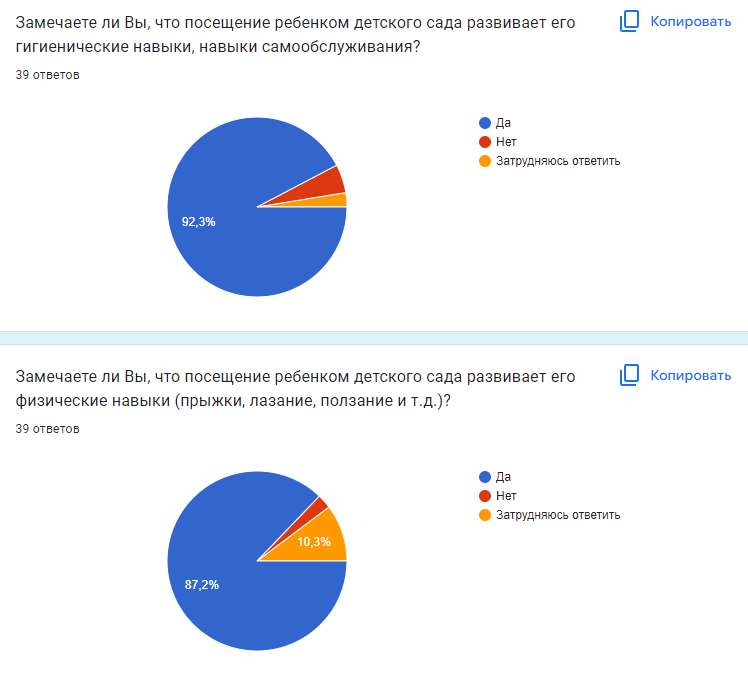 Замечаете ли Вы, что посещение ребенком детского сада развивает его
гигиенические навыки, навыки самообслуживания?
Копировать
39 ответов
Да
Нет
Затрудняюсь ответить
92,3%
Замечаете ли Вы, что посещение ребенком детского сада развивает его
физические навыки (прыжки, лазание, ползание и т.д.)?
Копировать
39 ответов
Да
Нет
Затрудняюсь ответить
10,3%
87,2%